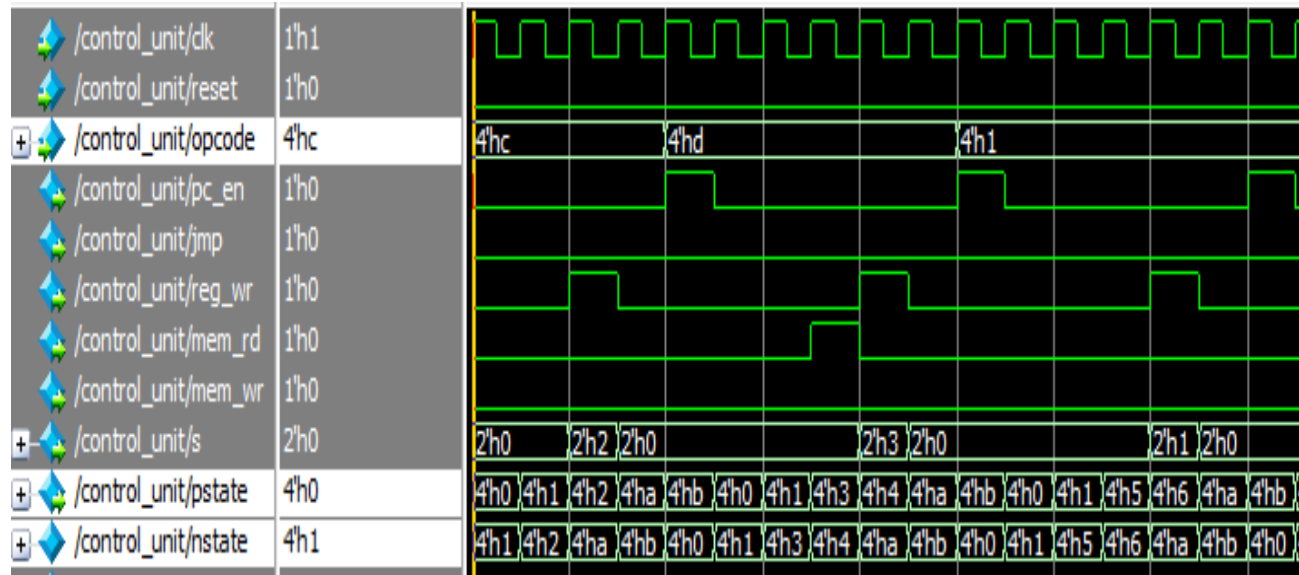 /control_unit/clk 1'h1
/control_unit/reset 1'h0
/control_unit/opcode 4'hc 4'hc 4'hd 4'h1
/control_unit/pc_en 1'h0
/control_unit/jmp 1'h0
/control_unit/reg_wr 1'h0
/control_unit/mem_rd 1'h0
/control_unit/mem_wr 1'h0
/control_unit/s 2'h0 2'h0 2'h2 2'h0 2'h3 2'h0 2'h1 2'h0
/control_unit/pstate 4'h0 4'h0 4'h1 4'h2 4'ha 4'hb 4'h0 4'h1 4'h3 4'h4 4'ha 4'hb 4'h0 4'h1 4'h5 4'h6 4'ha 4'hb
/control_unit/nstate 4'h1 4'h1 4'h2 4'ha 4'hb 4'h0 4'h1 4'h3 4'h4 4'ha 4'hb 4'h0 4'h1 4'h5 4'h6 4'ha 4'hb 4'h0